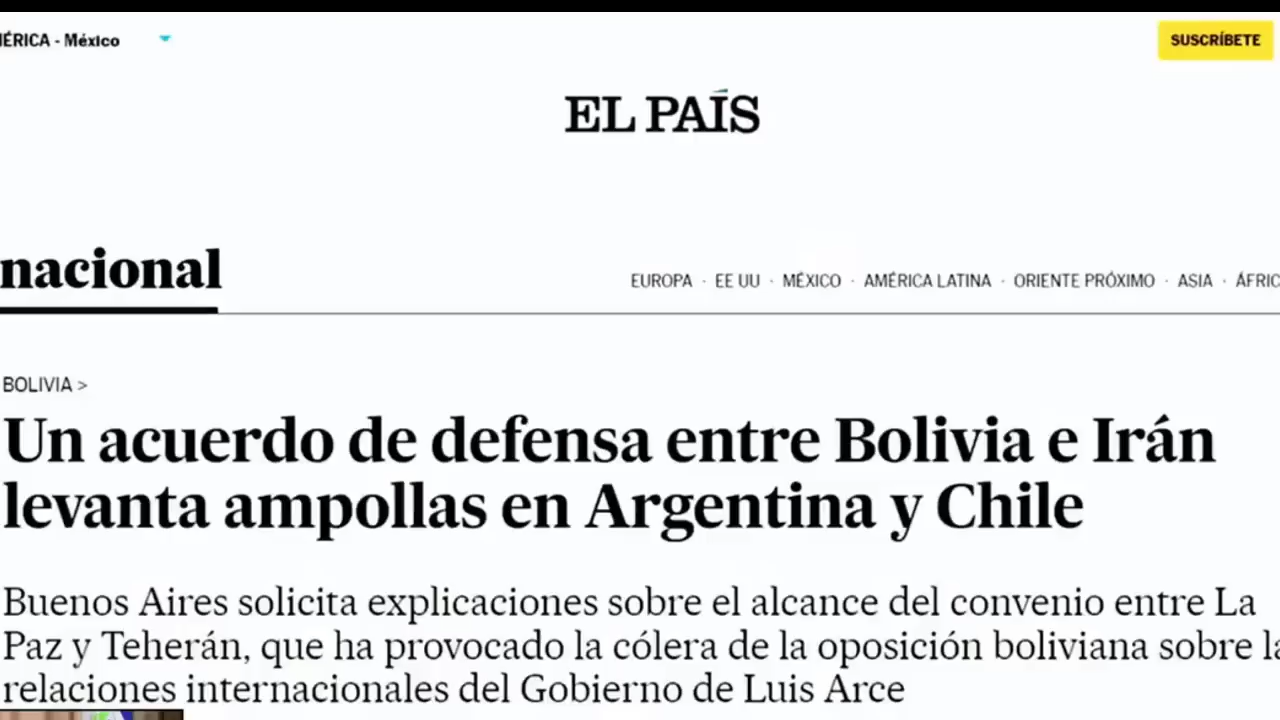 MÉRICA - México
SUSCRÍBETE
EL PAÍS
nacional
EUROPA · EE UU · MÉXICO · AMÉRICA LATINA · ORIENTE PRÓXIMO · ASIA · ÁFRIC
BOLIVIA >
Un acuerdo de defensa entre Bolivia e Irán
levanta ampollas en Argentina y Chile
Buenos Aires solicita explicaciones sobre el alcance del convenio entre La
Paz y Teherán, que ha provocado la cólera de la oposición boliviana sobre la
relaciones internacionales del Gobierno de Luis Arce